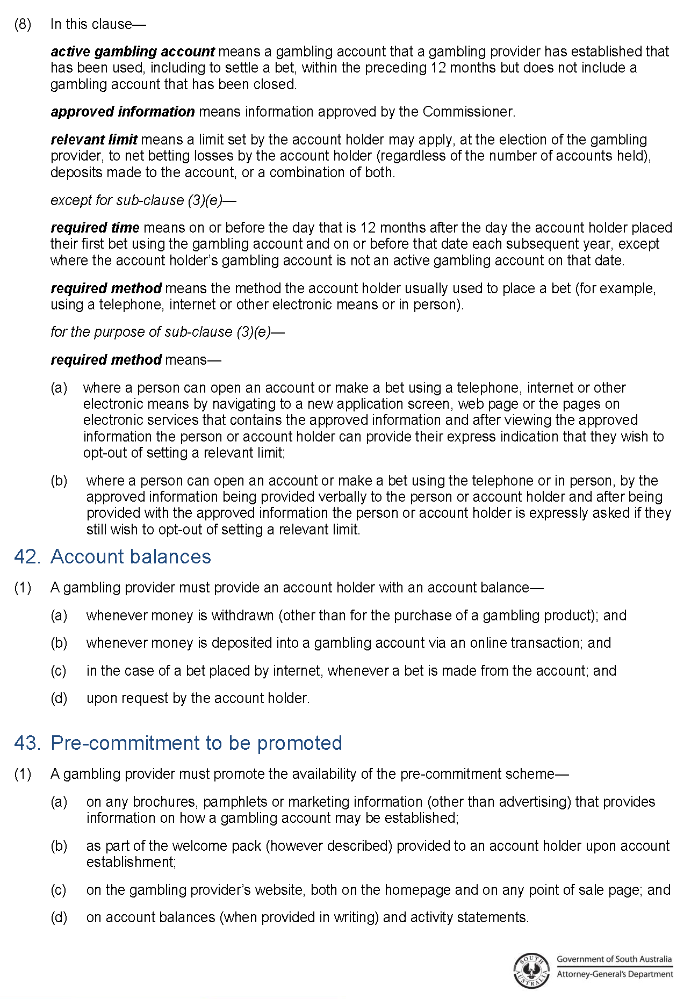 (8) In this clause—
active gambling account means a gambling account that a gambling provider has established that
has been used, including to settle a bet, within the preceding 12 months but does not include a
gambling account that has been closed.
approved information means information approved by the Commissioner.
relevant limit means a limit set by the account holder may apply, at the election of the gambling
provider, to net betting losses by the account holder (regardless of the number of accounts held),
deposits made to the account, or a combination of both.
except for sub-clause (3)(e)—
required time means on or before the day that is 12 months after the day the account holder placed
their first bet using the gambling account and on or before that date each subsequent year, except
where the account holder's gambling account is not an active gambling account on that date.
required method means the method the account holder usually used to place a bet (for example,
using a telephone, internet or other electronic means or in person).
for the purpose of sub-clause (3)(e)—
required method means—
(a) where a person can open an account or make a bet using a telephone, internet or other
electronic means by navigating to a new application screen, web page or the pages on
electronic services that contains the approved information and after viewing the approved
information the person or account holder can provide their express indication that they wish to
opt-out of setting a relevant limit;
(b) where a person can open an account or make a bet using the telephone or in person, by the
approved information being provided verbally to the person or account holder and after being
provided with the approved information the person or account holder is expressly asked if they
still wish to opt-out of setting a relevant limit.
42. Account balances
(1) A gambling provider must provide an account holder with an account balance—
(a) whenever money is withdrawn (other than for the purchase of a gambling product); and
(b) whenever money is deposited into a gambling account via an online transaction; and
(c) in the case of a bet placed by internet, whenever a bet is made from the account; and
(d) upon request by the account holder.
43. Pre-commitment to be promoted
(1) A gambling provider must promote the availability of the pre-commitment scheme—
(a) on any brochures, pamphlets or marketing information (other than advertising) that provides
information on how a gambling account may be established;
(b) as part of the welcome pack (however described) provided to an account holder upon account
establishment;
(c) on the gambling provider's website, both on the homepage and on any point of sale page; and
(d) on account balances (when provided in writing) and activity statements.
SOUTH AUSTRALIA
Government of South Australia
Attorney-General's Department